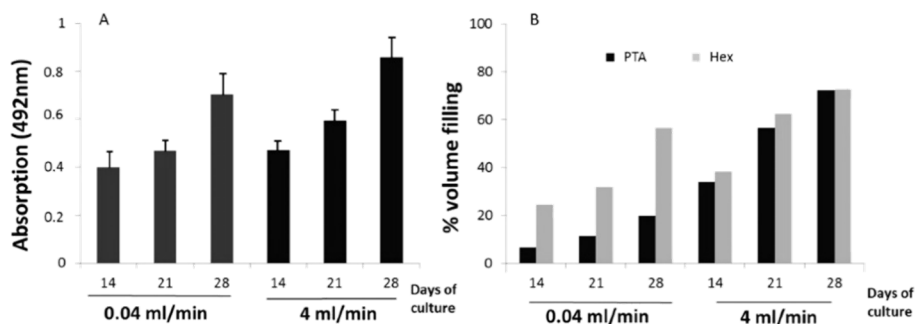 A
Absorption (492nm)
1
0.8
0.6
0.4
0.2
0
14 21 28 14 21 28 Days of
culture
0.04 ml/min 4 ml/min
B
PTA Hex
% volume filling
100
80
60
40
20
0
14 21 28 14 21 28 Days of
culture
0.04 ml/min 4 ml/min